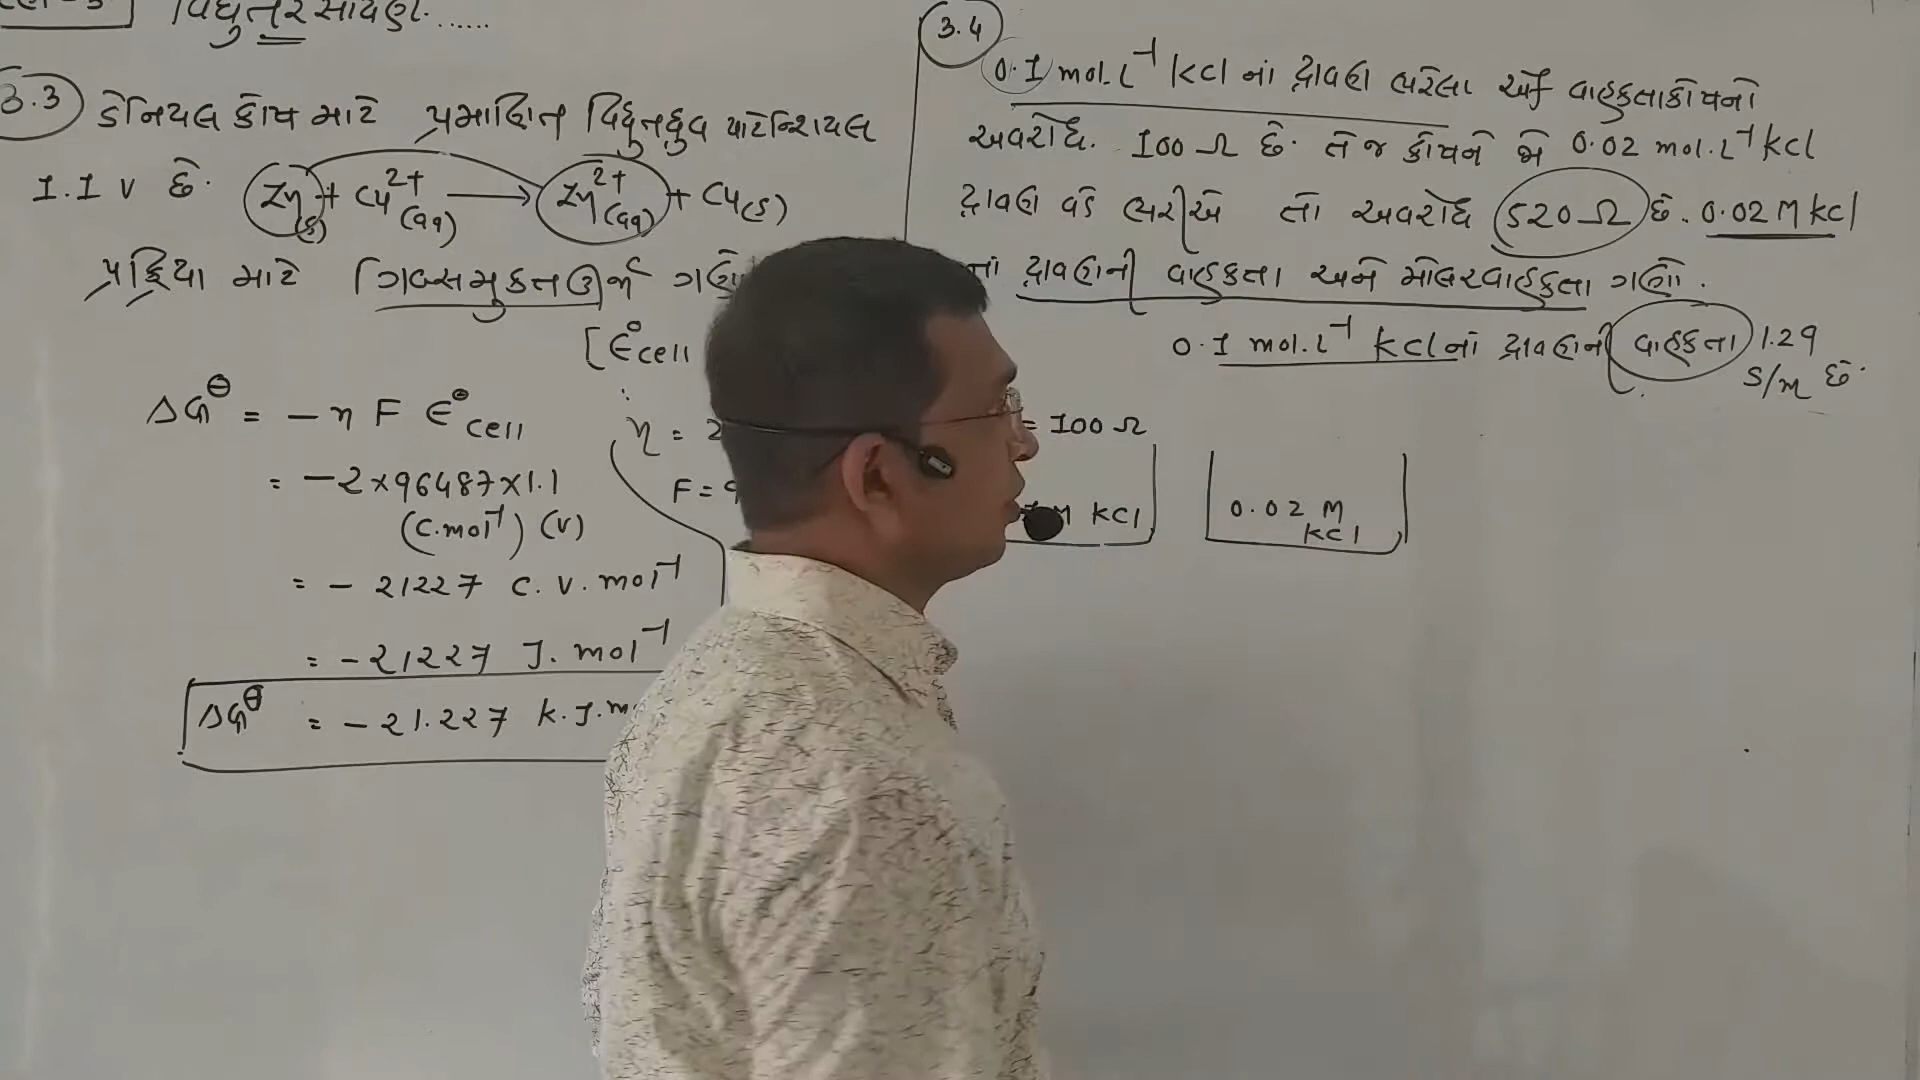 વિદ્યુતરસાયણ......
3.3 ડેનિયલ કોષ માટે પ્રમાણિત વિદ્યુતધ્રુવ પોટેન્શિયલ
1.1 V છે. Zn(s) + Cu²⁺(aq) ⟶ Zn²⁺(aq) + Cu(s)
પ્રક્રિયા માટે ગિબ્સમુક્તઊર્જા
[E°cell
ΔG⊖ = – n F E°cell
= –2×96487×1.1
(C.mol⁻¹) (V)
= – 21227 C. V. mol⁻¹
= –21227 J. mol⁻¹
ΔG⊖ = –21.227 k.J.m
∴ n = 2
F = 9
3.4 0.1 mol.L⁻¹ KCl નાં દ્રાવણ ભરેલા એક વાહકતાકોષનો
અવરોધ. 100 Ω છે. તે જ કોષને જો 0.02 mol.L⁻¹ KCl
દ્રાવણ વડે ભરીએ તો અવરોધ 520 Ω છે. 0.02 M KCl
નાં દ્રાવણની વાહકતા અને મોલરવાહકતા ગણો.
0.1 mol.L⁻¹ KCl નાં દ્રાવણની વાહકતા 1.29
S/m છે.
= 100 Ω
M KCl
0.02 M
KCl